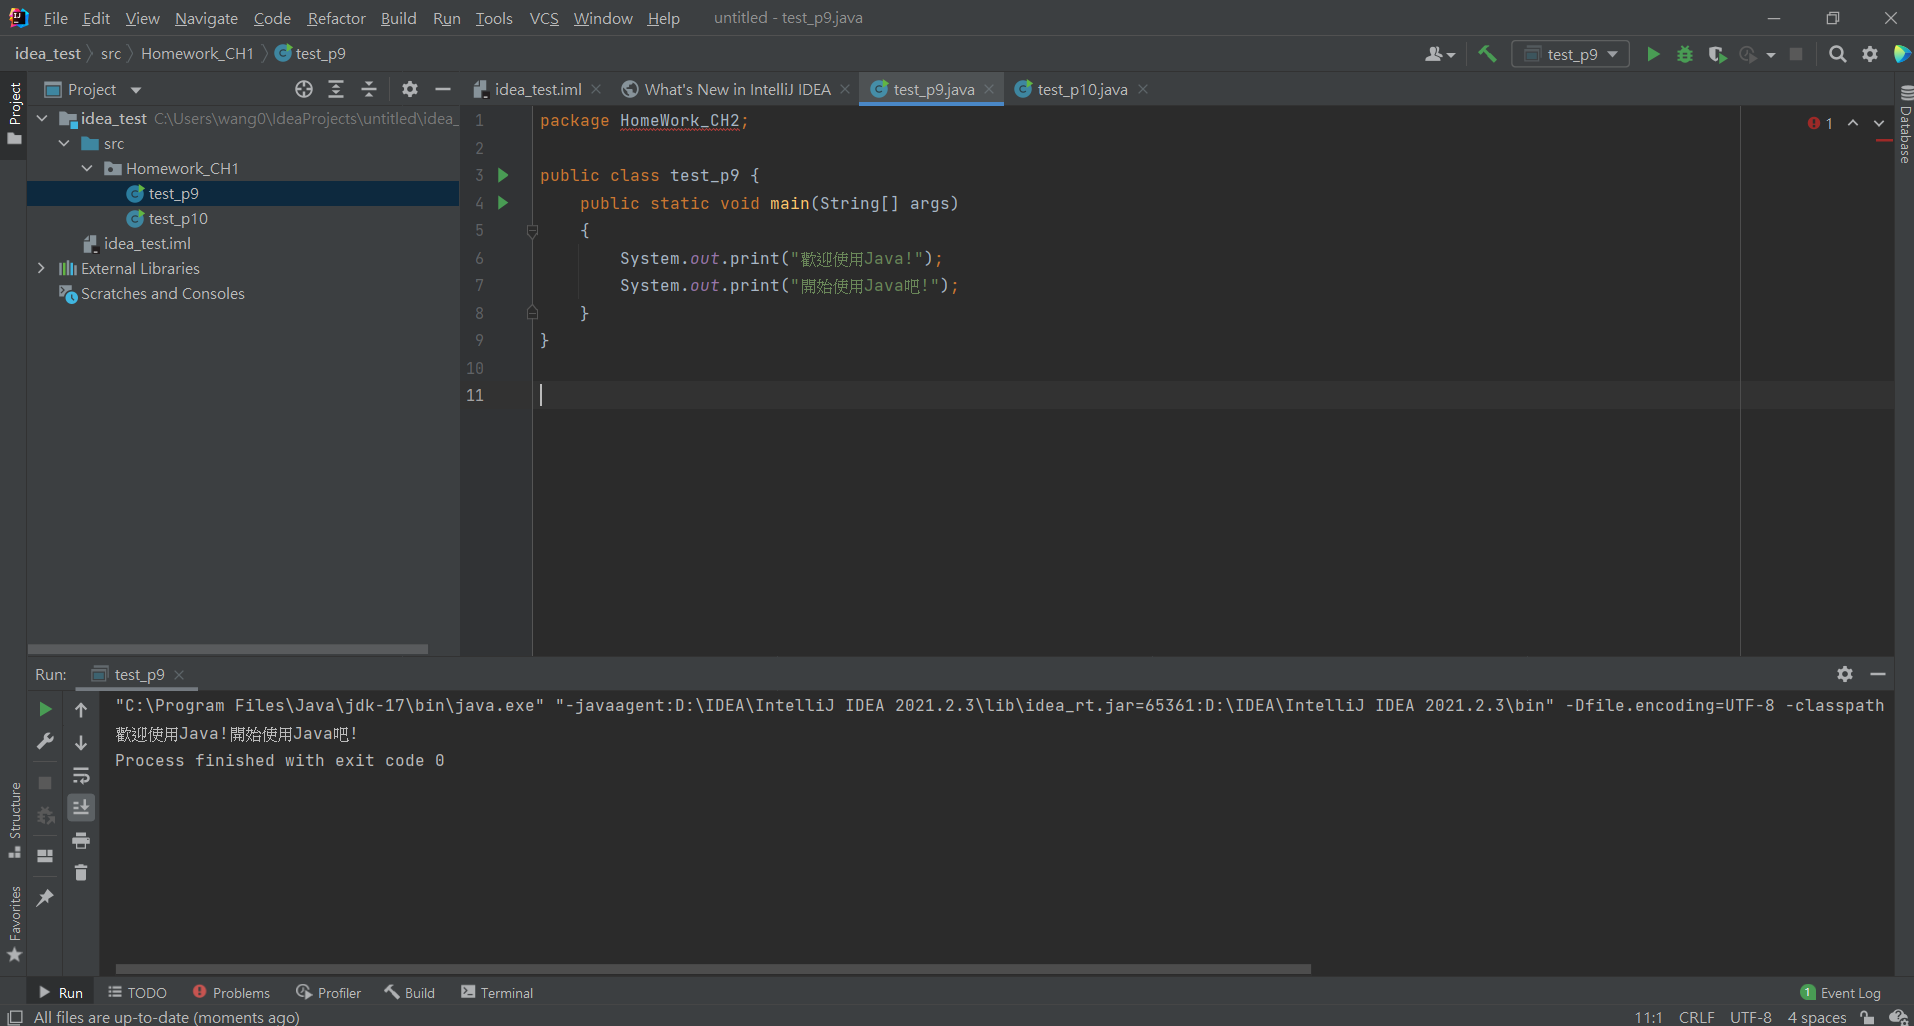 File Edit View Navigate Code Refactor Build Run Tools VCS Window Help untitled - test_p9.java
idea_test src Homework_CH1 test_p9 test_p9
Project
Project
idea_test.iml What's New in IntelliJ IDEA test_p9.java test_p10.java
idea_test C:\Users\wang0\IdeaProjects\untitled\idea_
src
Homework_CH1
test_p9
test_p10
idea_test.iml
External Libraries
Scratches and Consoles
1 package HomeWork_CH2;
2
3 public class test_p9 {
4 public static void main(String[] args)
5 {
6 System.out.print("歡迎使用Java!");
7 System.out.print("開始使用Java吧!");
8 }
9 }
10
11
1
Database
Run: test_p9
"C:\Program Files\Java\jdk-17\bin\java.exe" "-javaagent:D:\IDEA\IntelliJ IDEA 2021.2.3\lib\idea_rt.jar=65361:D:\IDEA\IntelliJ IDEA 2021.2.3\bin" -Dfile.encoding=UTF-8 -classpath
歡迎使用Java!開始使用Java吧!
Process finished with exit code 0
Structure
Favorites
Run TODO Problems Profiler Build Terminal 1 Event Log
All files are up-to-date (moments ago) 11:1 CRLF UTF-8 4 spaces